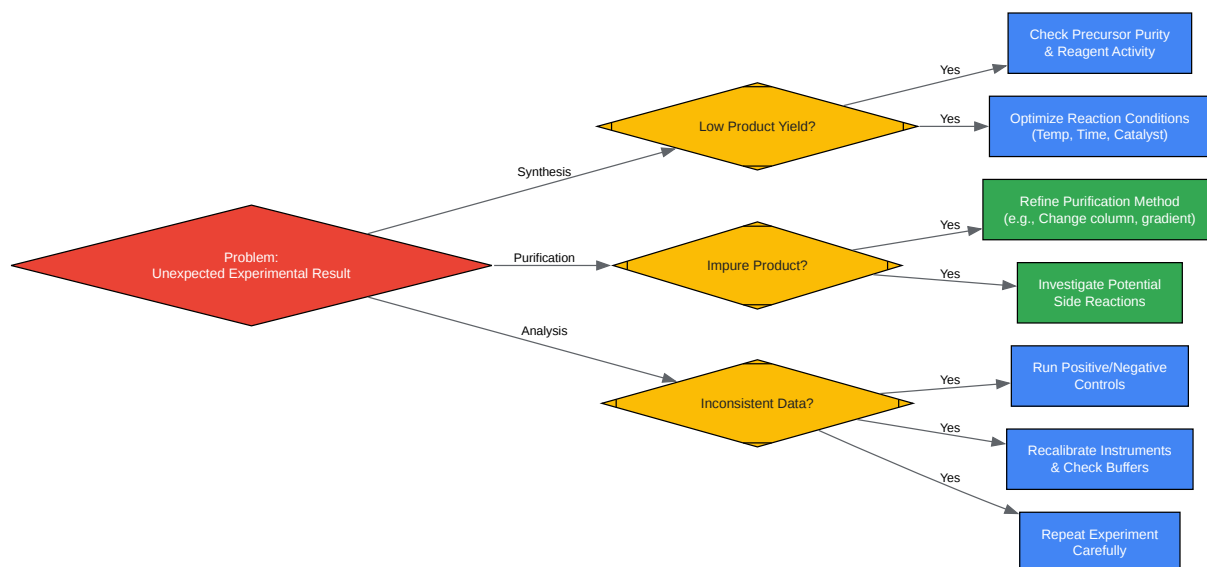 Problem:
Unexpected Experimental Result
Synthesis
Purification
Analysis
Low Product Yield?
Yes
Yes
Check Precursor Purity
& Reagent Activity
Optimize Reaction Conditions
(Temp, Time, Catalyst)
Impure Product?
Yes
Yes
Refine Purification Method
(e.g., Change column, gradient)
Investigate Potential
Side Reactions
Inconsistent Data?
Yes
Yes
Yes
Run Positive/Negative
Controls
Recalibrate Instruments
& Check Buffers
Repeat Experiment
Carefully